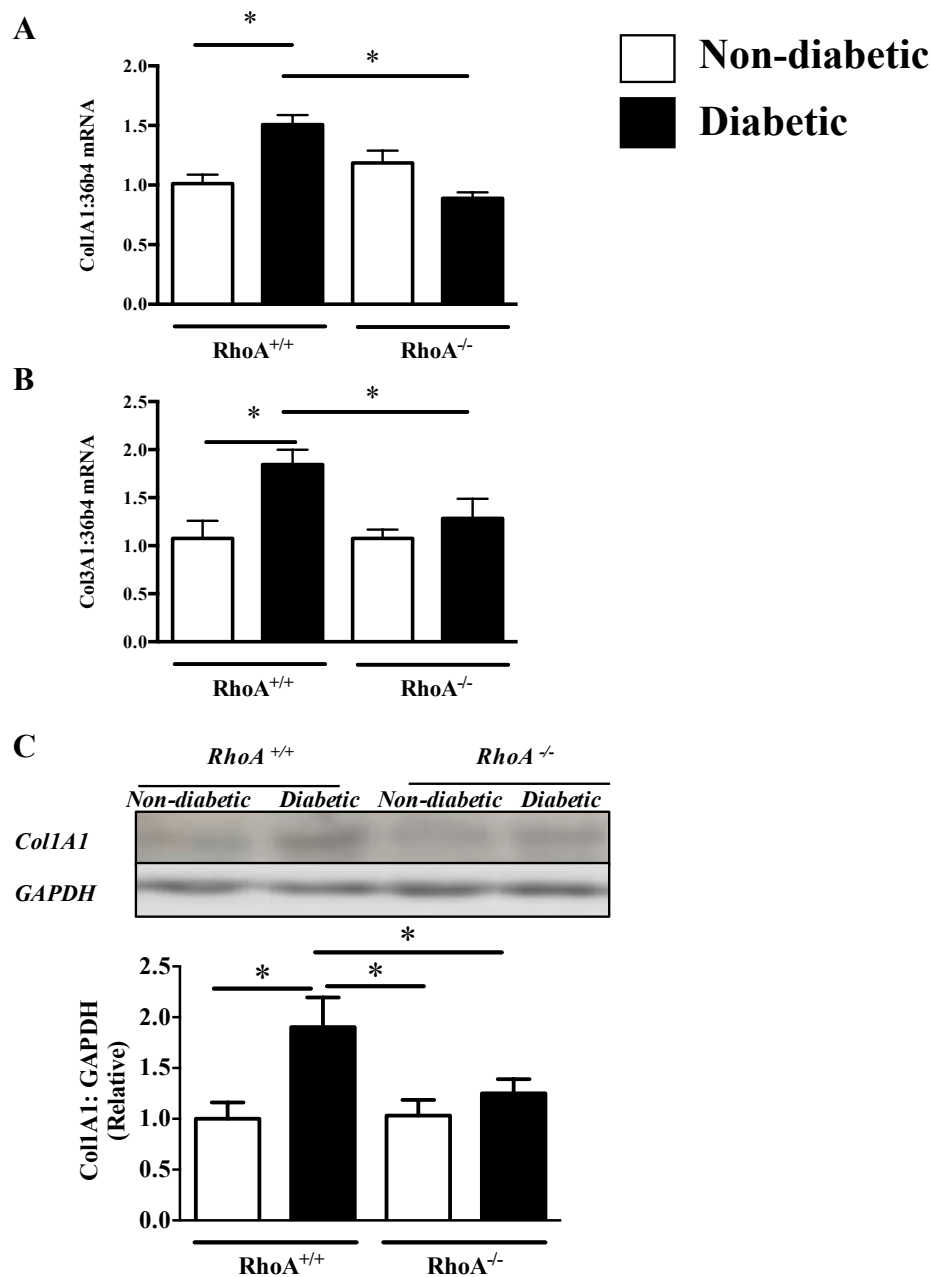 A
*
*
Non-diabetic
Diabetic
Col1A1:36b4 mRNA
2.0
1.5
1.0
0.5
0.0
RhoA+/+ RhoA-/-
B
*
*
Col3A1:36b4 mRNA
2.5
2.0
1.5
1.0
0.5
0.0
RhoA+/+ RhoA-/-
C
RhoA +/+ RhoA -/-
Non-diabetic Diabetic Non-diabetic Diabetic
Col1A1
GAPDH
*
* *
Col1A1: GAPDH
(Relative)
2.5
2.0
1.5
1.0
0.5
0.0
RhoA+/+ RhoA-/-